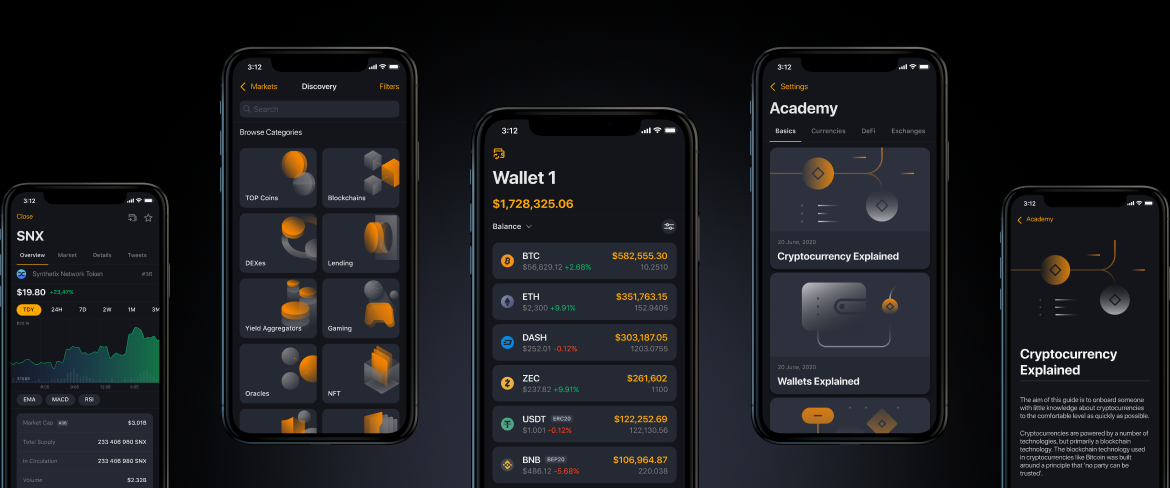 3:12
Close
SNX
Overview Market Details Tweets
Synthetix Network Token #36
$19.80 +23,47%
TDY 24H 7D 2W 1M 3M
EMA MACD RSI
Market Cap #36 $3,01B
Total Supply 233 406 980 SNX
In Circulation 233 406 980 SNX
Volume $2.32B
3:12
Markets Discovery Filters
Search
Browse Categories
TOP Coins Blockchains
DEXes Lending
Yield Aggregators Gaming
Oracles NFT
3:12
Wallet 1
$1,728,325.06
Balance
BTC $582,555.30
$56,829.12 +2.68% 10.2510
ETH $351,763.15
$2,300 +9.91% 152.9405
DASH $303,187.05
$252.01 -0.12% 1203.0755
ZEC $261,602
$237.82 +9.91% 1100
USDT ERC20 $122,252.69
$1.001 -0.12% 122,130.56
BNB BEP20 $106,964.87
$486.12 -5.68% 220,038
3:12
Settings
Academy
Basics Currencies DeFi Exchanges
20 June, 2020
Cryptocurrency Explained
20 June, 2020
Wallets Explained
3:12
Academy
Cryptocurrency
Explained
The aim of this guide is to onboard someone
with little knowledge about cryptocurrencies
to the comfortable level as quickly as possible.
Cryptocurrencies are powered by a number of
technologies, but primarily a blockchain
technology. The blockchain technology used
in cryptocurrencies like Bitcoin was built
around a principle that 'no party can be
trusted'.